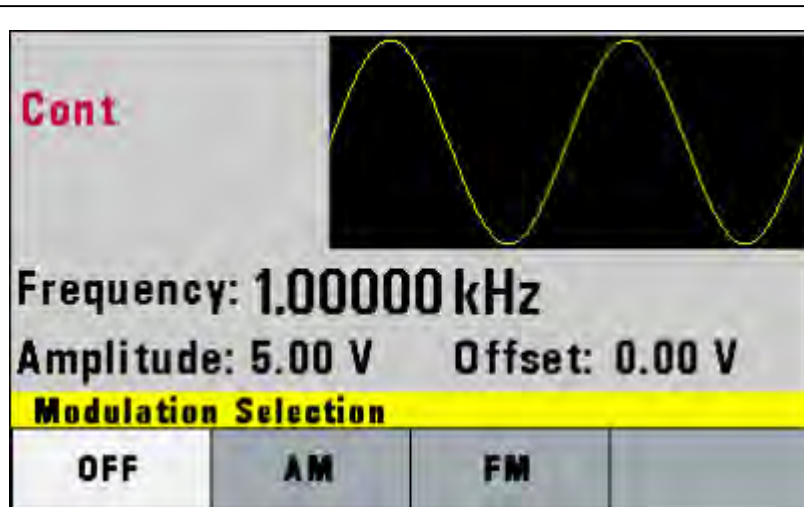 Cont
Frequency: 1.00000 kHz
Amplitude: 5.00 V Offset: 0.00 V
Modulation Selection
OFF AM FM